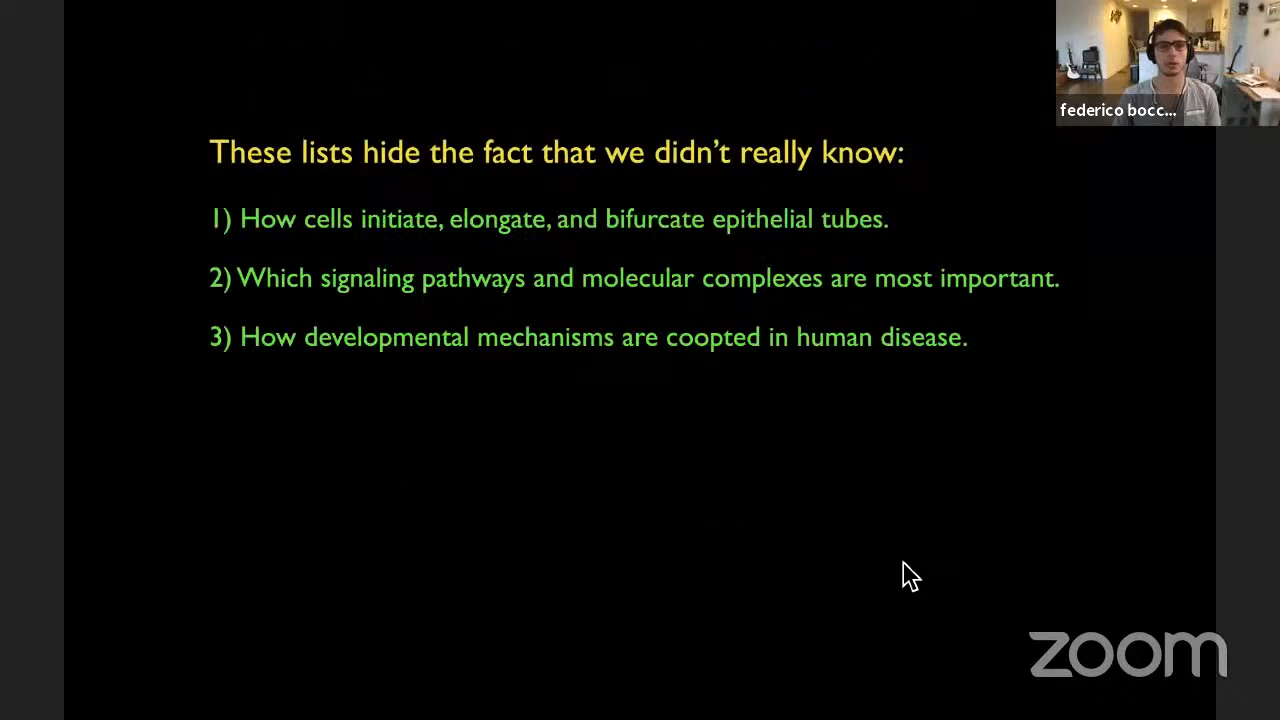 federico bocc...
These lists hide the fact that we didn't really know:
1) How cells initiate, elongate, and bifurcate epithelial tubes.
2) Which signaling pathways and molecular complexes are most important.
3) How developmental mechanisms are coopted in human disease.
zoom